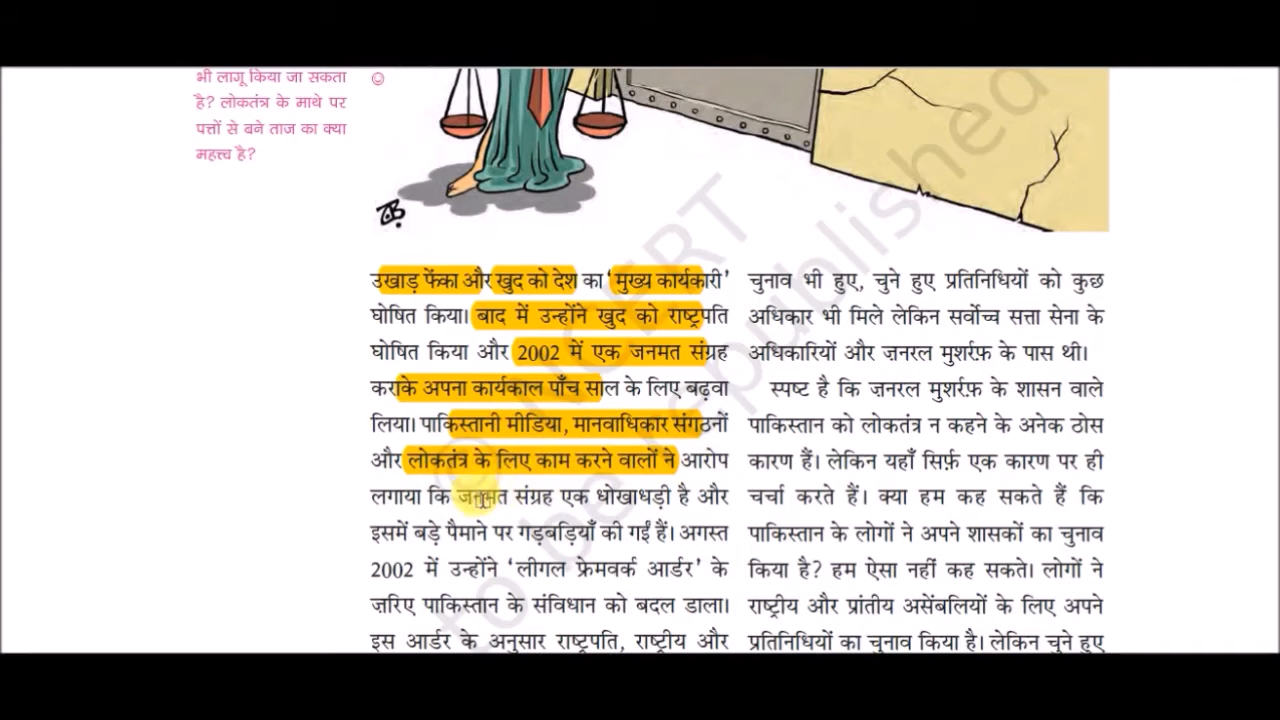 भी लागू किया जा सकता
है? लोकतंत्र के माथे पर
पत्तों से बने ताज का क्या
महत्त्व है?
उखाड़ फेंका और खुद को देश का ‘मुख्य कार्यकारी’
घोषित किया। बाद में उन्होंने खुद को राष्ट्रपति
घोषित किया और 2002 में एक जनमत संग्रह
कराके अपना कार्यकाल पाँच साल के लिए बढ़वा
लिया। पाकिस्तानी मीडिया, मानवाधिकार संगठनों
और लोकतंत्र के लिए काम करने वालों ने आरोप
लगाया कि जनमत संग्रह एक धोखाधड़ी है और
इसमें बड़े पैमाने पर गड़बड़ियाँ की गईं हैं। अगस्त
2002 में उन्होंने ‘लीगल फ्रेमवर्क आर्डर’ के
ज़रिए पाकिस्तान के संविधान को बदल डाला।
इस आर्डर के अनुसार राष्ट्रपति, राष्ट्रीय और
चुनाव भी हुए, चुने हुए प्रतिनिधियों को कुछ
अधिकार भी मिले लेकिन सर्वोच्च सत्ता सेना के
अधिकारियों और ज़नरल मुशर्रफ़ के पास थी।
स्पष्ट है कि ज़नरल मुशर्रफ़ के शासन वाले
पाकिस्तान को लोकतंत्र न कहने के अनेक ठोस
कारण हैं। लेकिन यहाँ सिर्फ़ एक कारण पर ही
चर्चा करते हैं। क्या हम कह सकते हैं कि
पाकिस्तान के लोगों ने अपने शासकों का चुनाव
किया है? हम ऐसा नहीं कह सकते। लोगों ने
राष्ट्रीय और प्रांतीय असेंबलियों के लिए अपने
प्रतिनिधियों का चुनाव किया है। लेकिन चुने हुए
© NCERT
to be republished